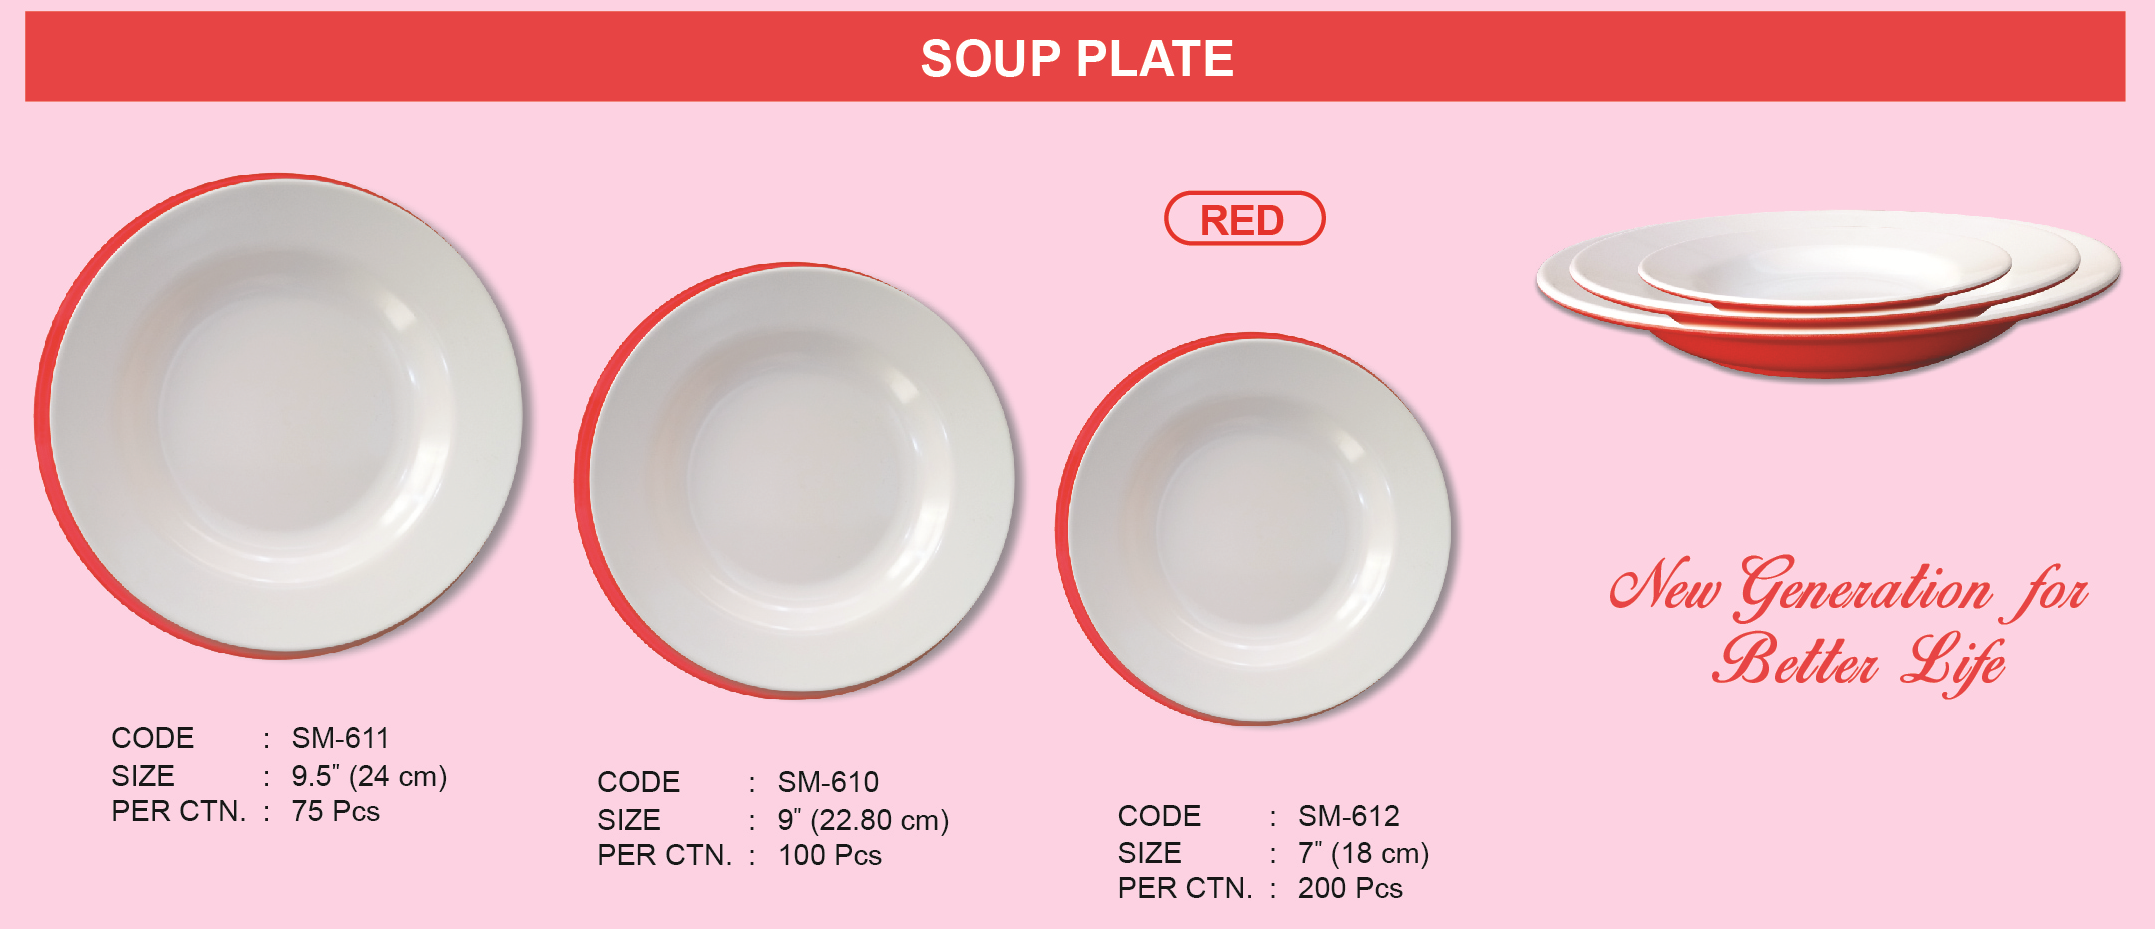 SOUP PLATE
RED
CODE : SM-611
SIZE : 9.5" (24 cm)
PER CTN. : 75 Pcs
CODE : SM-610
SIZE : 9" (22.80 cm)
PER CTN. : 100 Pcs
CODE : SM-612
SIZE : 7" (18 cm)
PER CTN. : 200 Pcs
New Generation for
Better Life